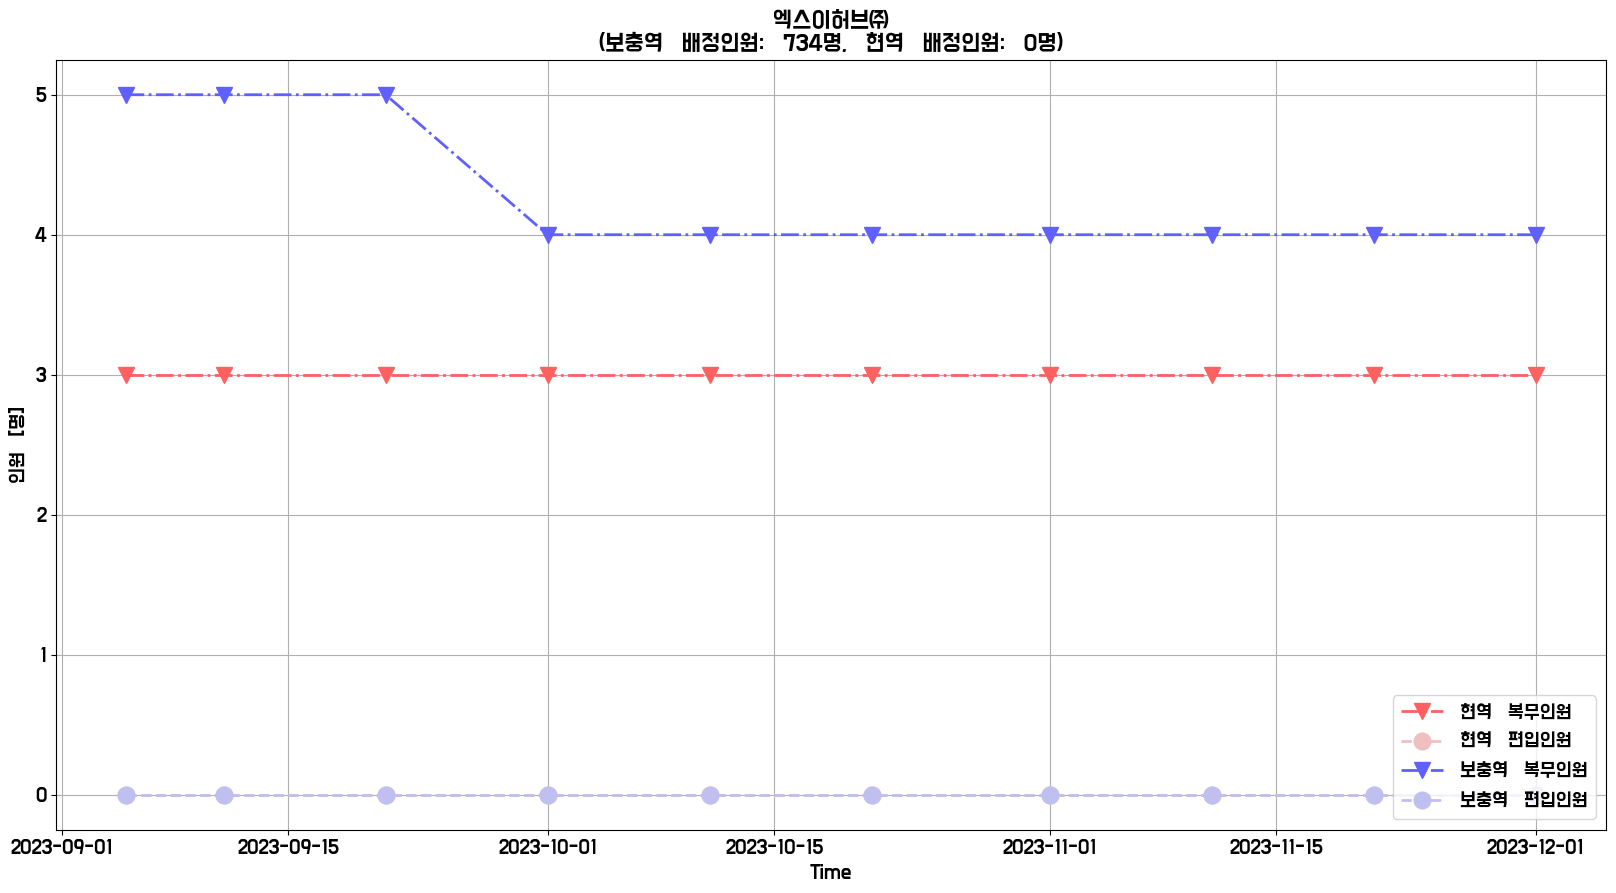 엑스이허브㈜
(보충역 배정인원: 734명, 현역 배정인원: 0명)
5
4
3
2
1
0
인원 [명]
2023-09-01 2023-09-15 2023-10-01 2023-10-15 2023-11-01 2023-11-15 2023-12-01
Time
현역 복무인원
현역 편입인원
보충역 복무인원
보충역 편입인원